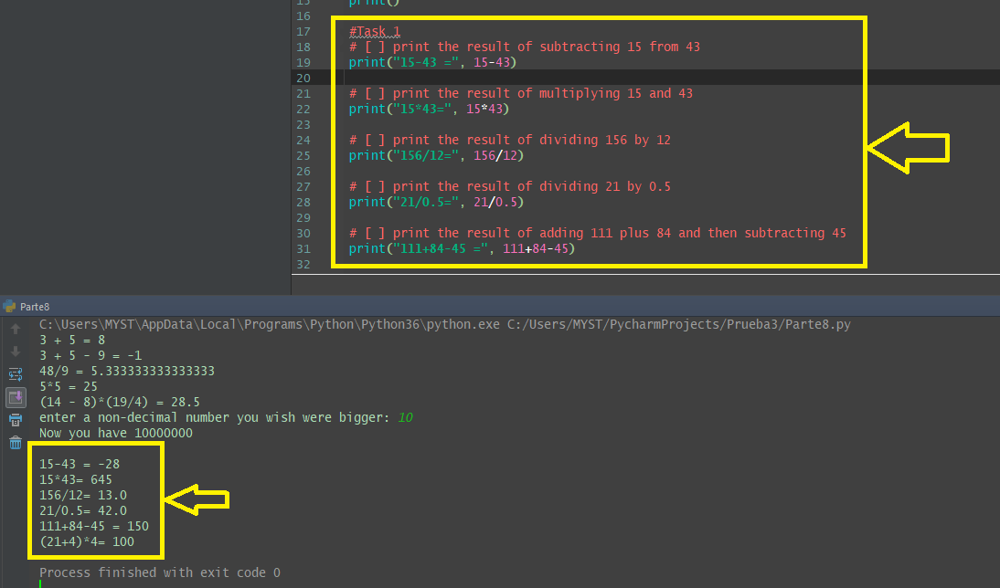 15 print()
16
17 #Task 1
18 # [ ] print the result of subtracting 15 from 43
19 print("15-43 =", 15-43)
20
21 # [ ] print the result of multiplying 15 and 43
22 print("15*43=", 15*43)
23
24 # [ ] print the result of dividing 156 by 12
25 print("156/12=", 156/12)
26
27 # [ ] print the result of dividing 21 by 0.5
28 print("21/0.5=", 21/0.5)
29
30 # [ ] print the result of adding 111 plus 84 and then subtracting 45
31 print("111+84-45 =", 111+84-45)
32
Parte8
C:\Users\MYST\AppData\Local\Programs\Python\Python36\python.exe C:/Users/MYST/PycharmProjects/Prueba3/Parte8.py
3 + 5 = 8
3 + 5 - 9 = -1
48/9 = 5.333333333333333
5*5 = 25
(14 - 8)*(19/4) = 28.5
enter a non-decimal number you wish were bigger: 10
Now you have 10000000
15-43 = -28
15*43= 645
156/12= 13.0
21/0.5= 42.0
111+84-45 = 150
(21+4)*4= 100
Process finished with exit code 0